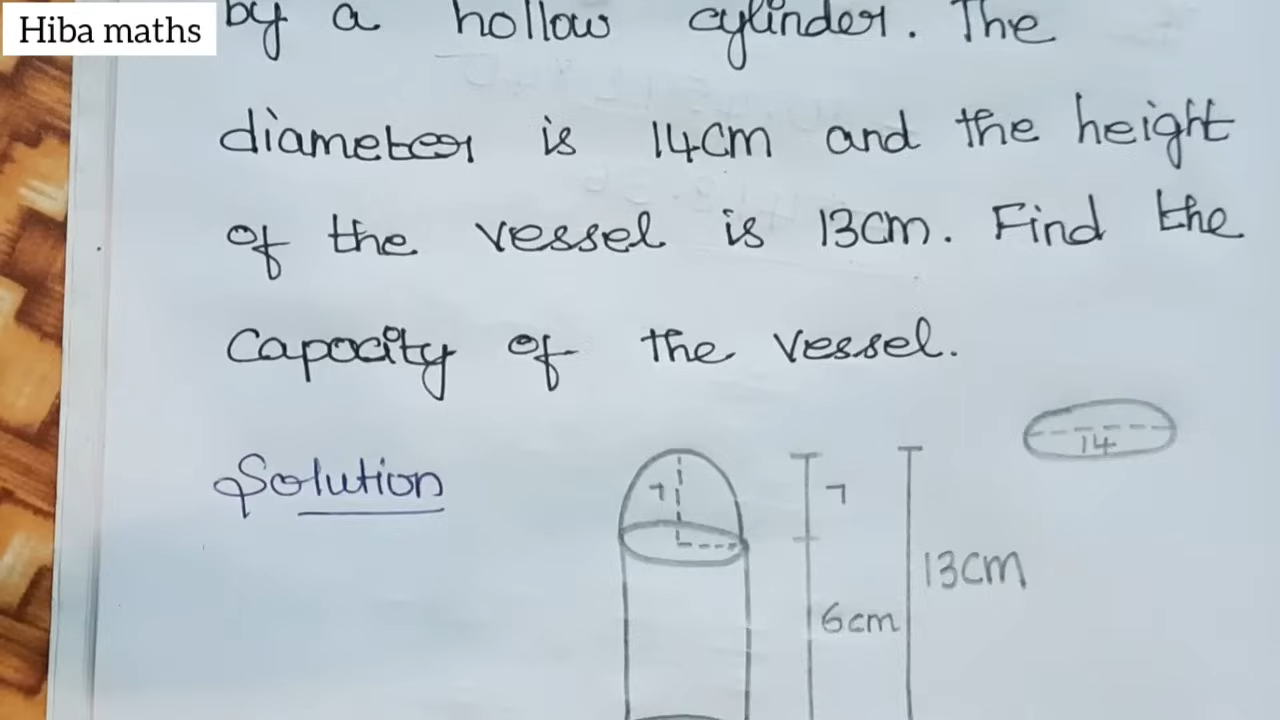 Hiba maths
by a hollow cylinder. The
diameter is 14cm and the height
of the vessel is 13cm. Find the
capacity of the vessel.
14
Solution
7
7
13cm
6cm